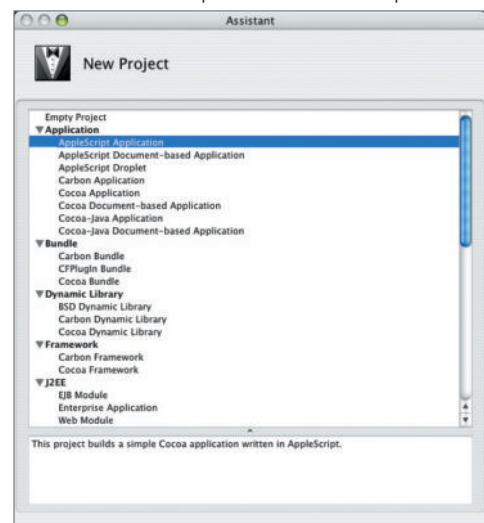 Assistant
New Project
Empty Project
Application
AppleScript Application
AppleScript Document-based Application
AppleScript Droplet
Carbon Application
Cocoa Application
Cocoa Document-based Application
Cocoa-Java Application
Cocoa-Java Document-based Application
Bundle
Carbon Bundle
CFPlugIn Bundle
Cocoa Bundle
Dynamic Library
BSD Dynamic Library
Carbon Dynamic Library
Cocoa Dynamic Library
Framework
Carbon Framework
Cocoa Framework
J2EE
EJB Module
Enterprise Application
Web Module
This project builds a simple Cocoa application written in AppleScript.